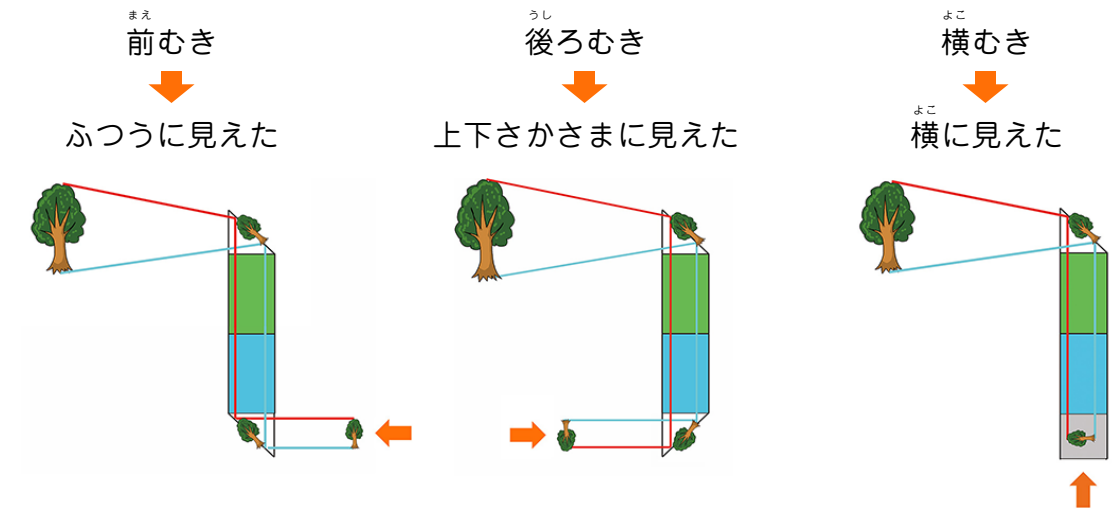 まえ
前むき
ふつうに見えた
うし
後ろむき
上下さかさまに見えた
よこ
横むき
よこ
横に見えた